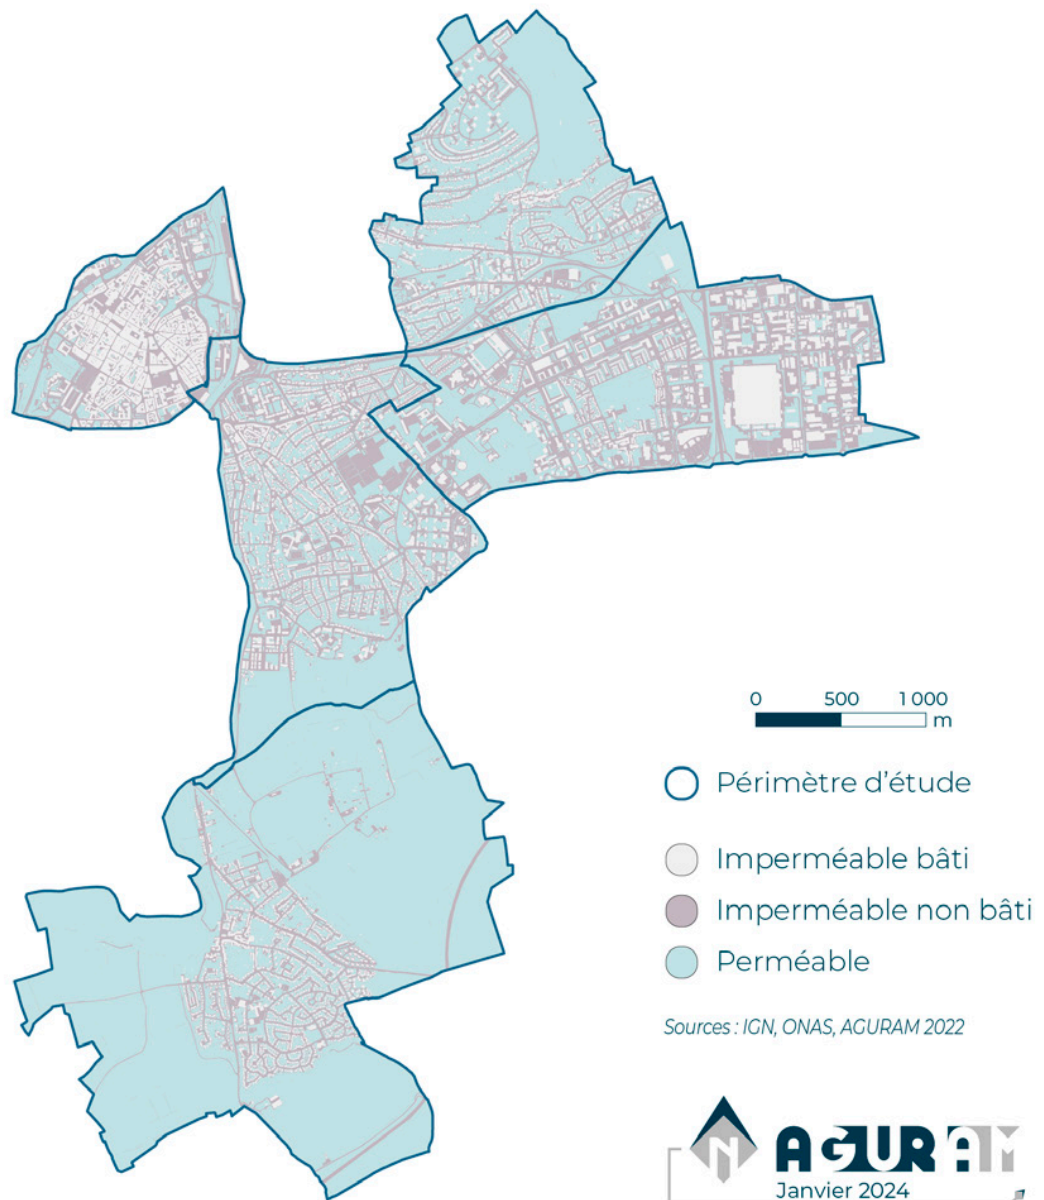 0 500 1 000
m
Périmètre d'étude
Imperméable bâti
Imperméable non bâti
Perméable
Sources : IGN, ONAS, AGURAM 2022
N
AGURAM
Janvier 2024